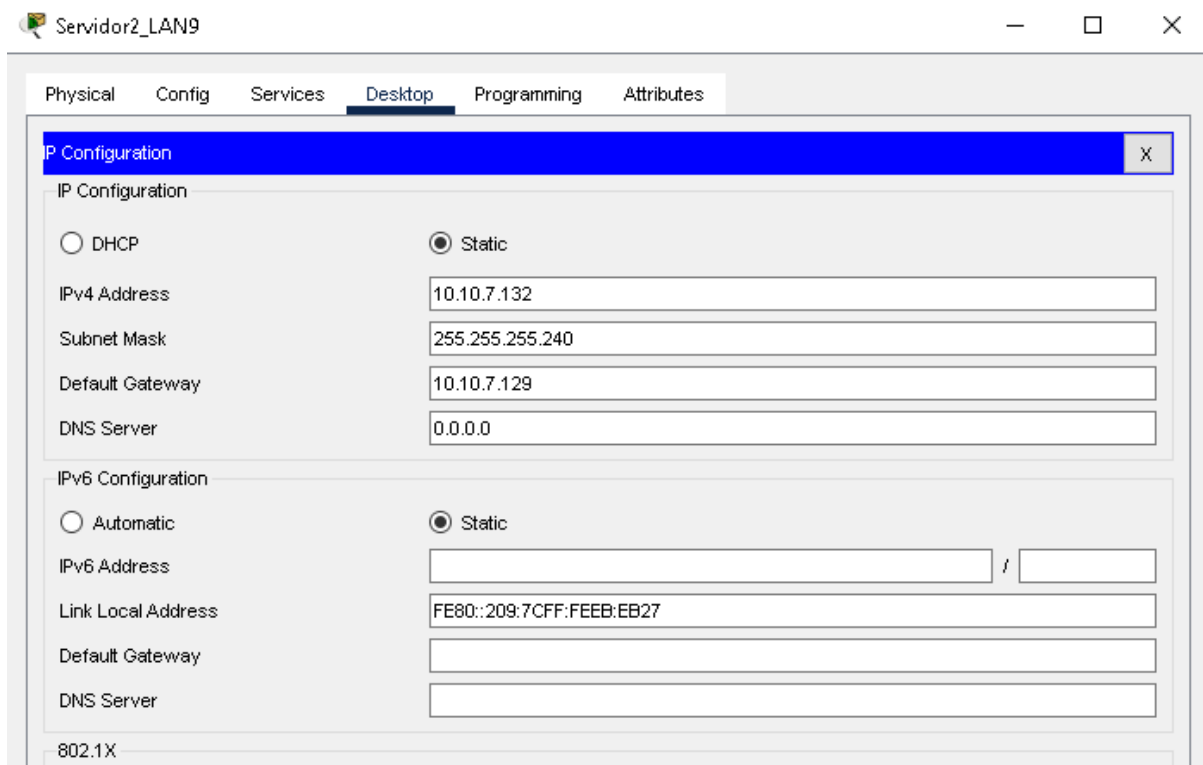 Servidor2_LAN9
Physical Config Services Desktop Programming Attributes
IP Configuration X
IP Configuration
DHCP Static
IPv4 Address 10.10.7.132
Subnet Mask 255.255.255.240
Default Gateway 10.10.7.129
DNS Server 0.0.0.0
IPv6 Configuration
Automatic Static
IPv6 Address /
Link Local Address FE80::209:7CFF:FEEB:EB27
Default Gateway
DNS Server
802.1X